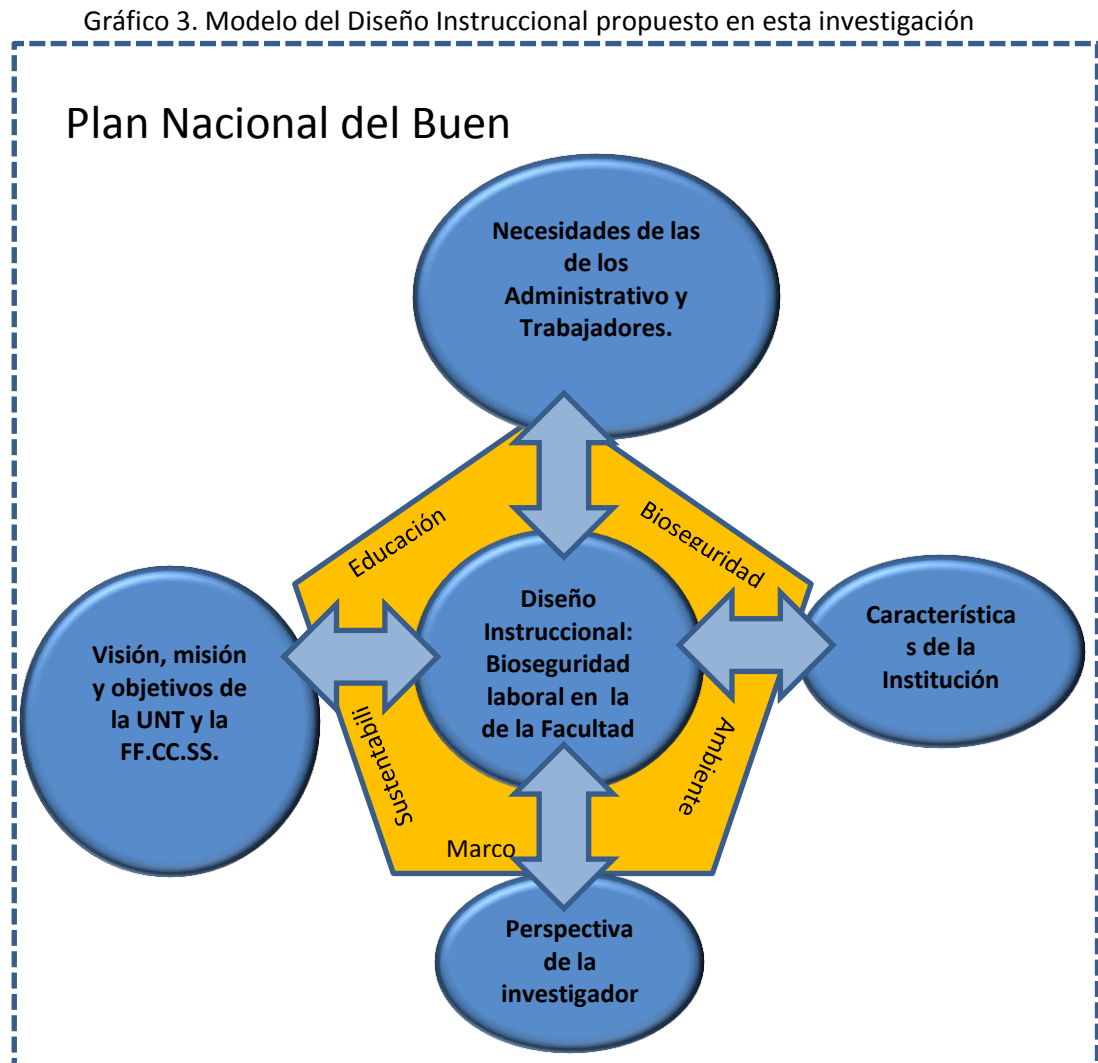 Gráfico 3. Modelo del Diseño Instruccional propuesto en esta investigación
Plan Nacional del Buen
Necesidades de las
de los
Administrativo y
Trabajadores.
Educación
Bioseguridad
Diseño
Instruccional:
Bioseguridad
laboral en la
de la Facultad
Visión, misión
y objetivos de
la UNT y la
FF.CC.SS.
Característica
s de la
Institución
Sustentabili
Ambiente
Marco
Perspectiva
de la
investigador